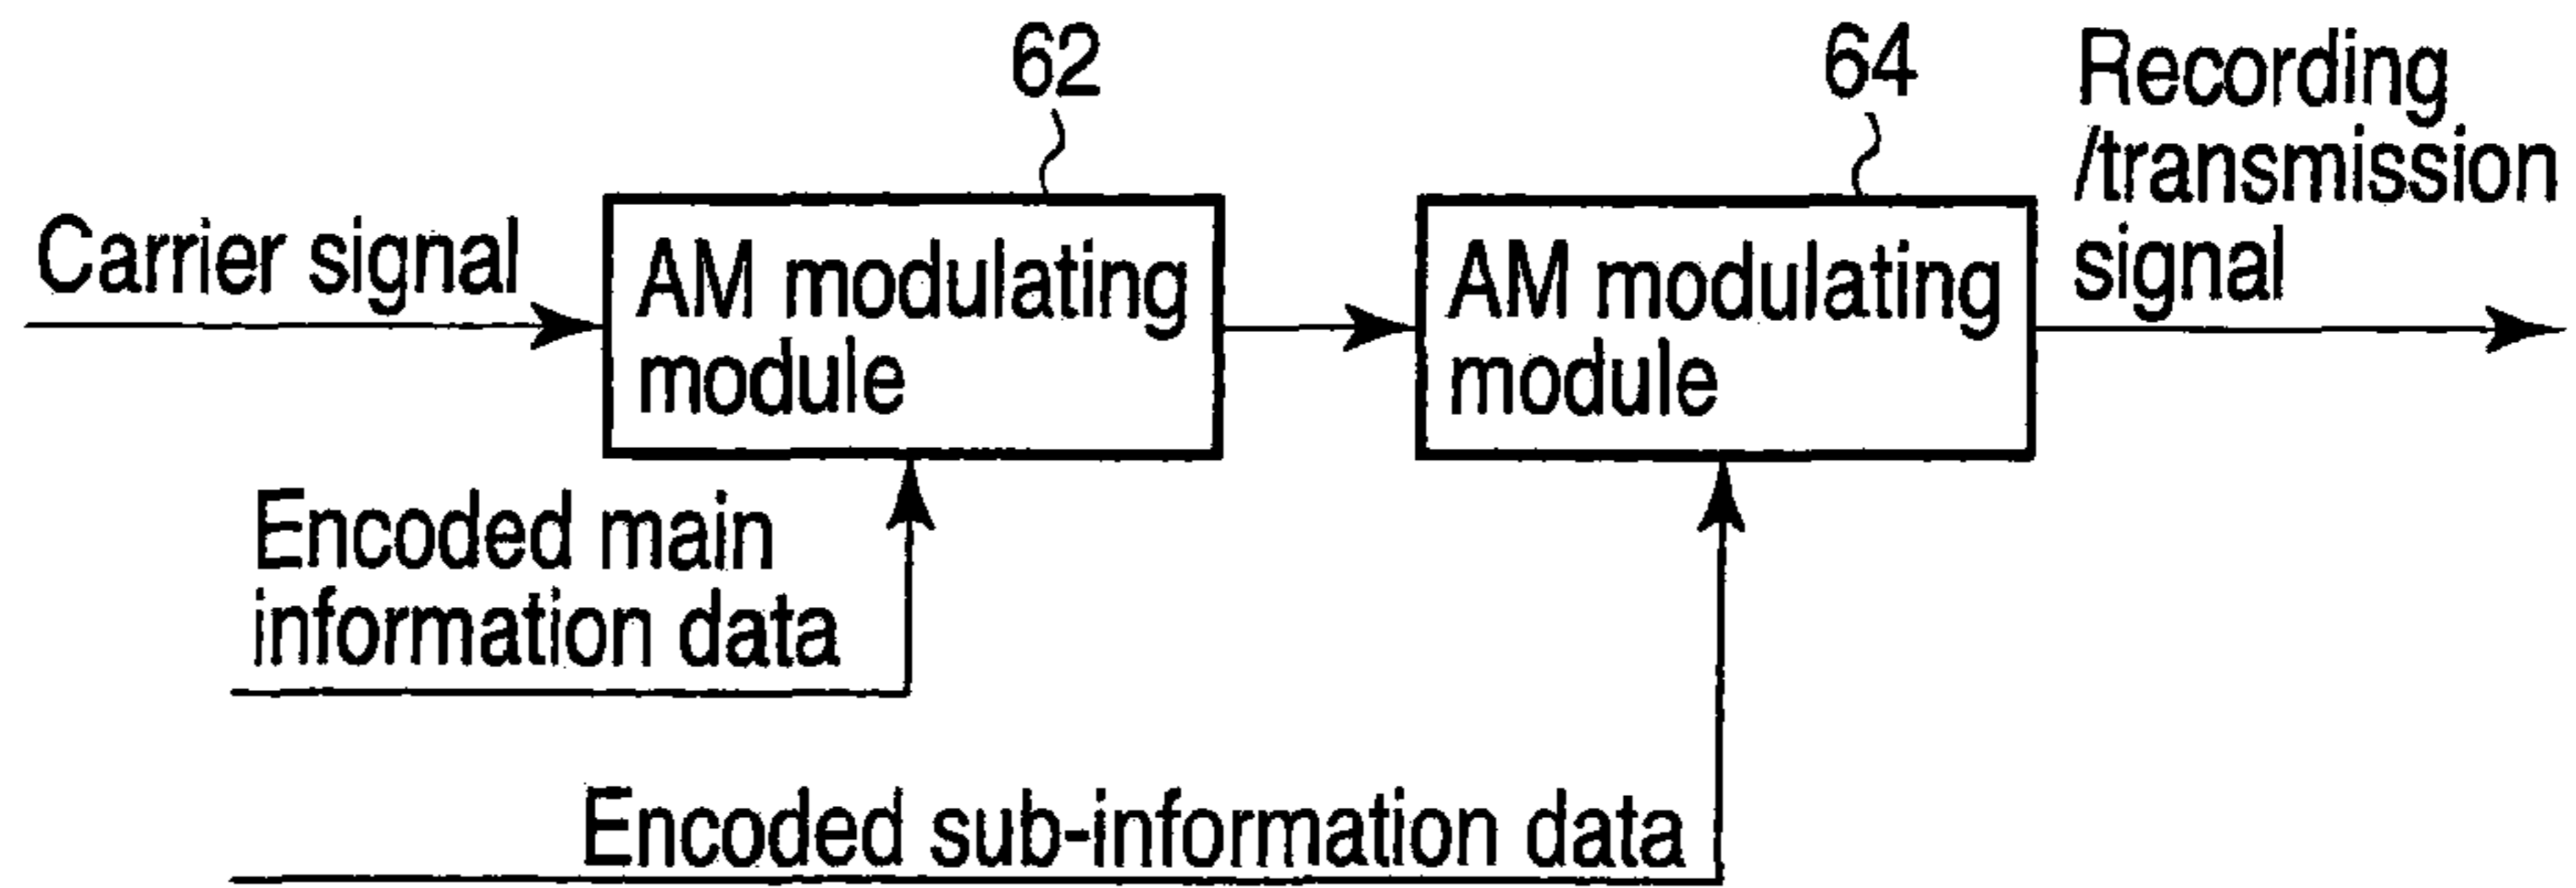 62
64
Recording
/transmission
signal
Carrier signal
AM modulating
module
AM modulating
module
Encoded main
information data
Encoded sub-information data